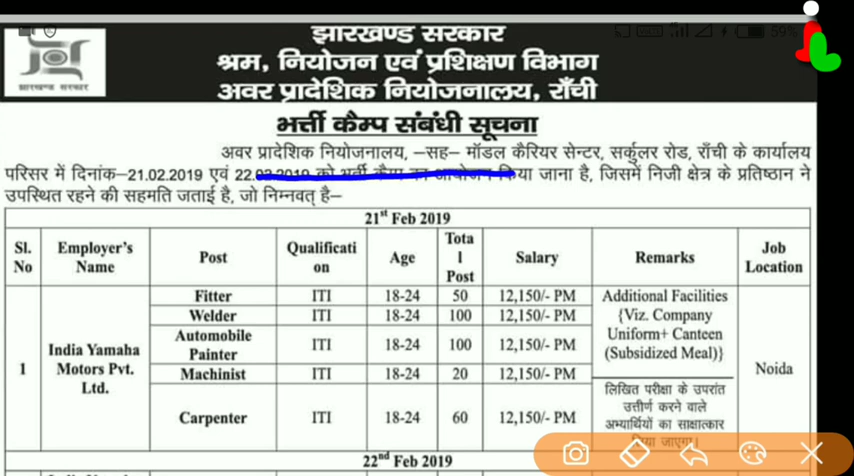 59%
झारखण्ड सरकार
श्रम, नियोजन एवं प्रशिक्षण विभाग
अवर प्रादेशिक नियोजनालय, राँची
झारखण्ड सरकार
भर्त्ती कैम्प संबंधी सूचना
अवर प्रादेशिक नियोजनालय, –सह– मॉडल कैरियर सेन्टर, सर्कुलर रोड, राँची के कार्यालय
परिसर में दिनांक–21.02.2019 एवं 22.02.2019 को भर्ती कैम्प का आयोजन किया जाना है, जिसमें निजी क्षेत्र के प्रतिष्ठान ने
उपस्थित रहने की सहमति जताई है, जो निम्नवत् है–
21st Feb 2019
Sl. No Employer's Name Post Qualification Age Total Post Salary Remarks Job Location
1 India Yamaha Motors Pvt. Ltd.
Fitter ITI 18-24 50 12,150/- PM
Welder ITI 18-24 100 12,150/- PM
Automobile Painter ITI 18-24 100 12,150/- PM
Machinist ITI 18-24 20 12,150/- PM
Carpenter ITI 18-24 60 12,150/- PM
Additional Facilities
{Viz. Company
Uniform+ Canteen
(Subsidized Meal)}
लिखित परीक्षा के उपरांत
उत्तीर्ण करने वाले
अभ्यार्थियों का साक्षात्कार
किया जाएगा।
Noida
22nd Feb 2019